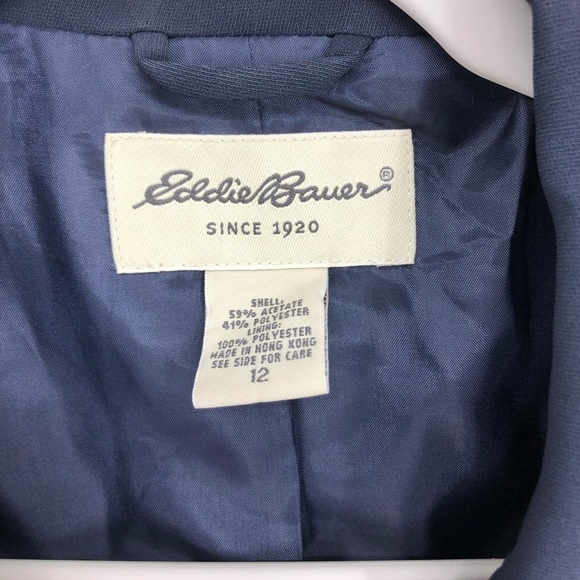 Eddie Bauer®
SINCE 1920
SHELL:
59% ACETATE
41% POLYESTER
LINING:
100% POLYESTER
MADE IN HONG KONG
SEE SIDE FOR CARE
12